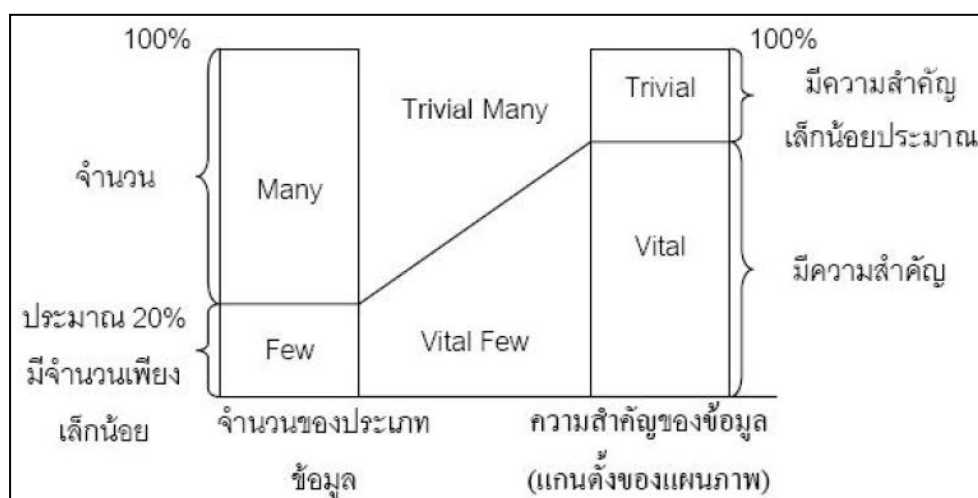 100%
100%
Trivial
มีความสำคัญ
Trivial Many
เล็กน้อยประมาณ
จำนวน
Many
Vital
มีความสำคัญ
ประมาณ 20%
มีจำนวนเพียง
เล็กน้อย
Few
Vital Few
จำนวนของประเภท
ข้อมูล
ความสำคัญของข้อมูล
(แกนตั้งของแผนภาพ)